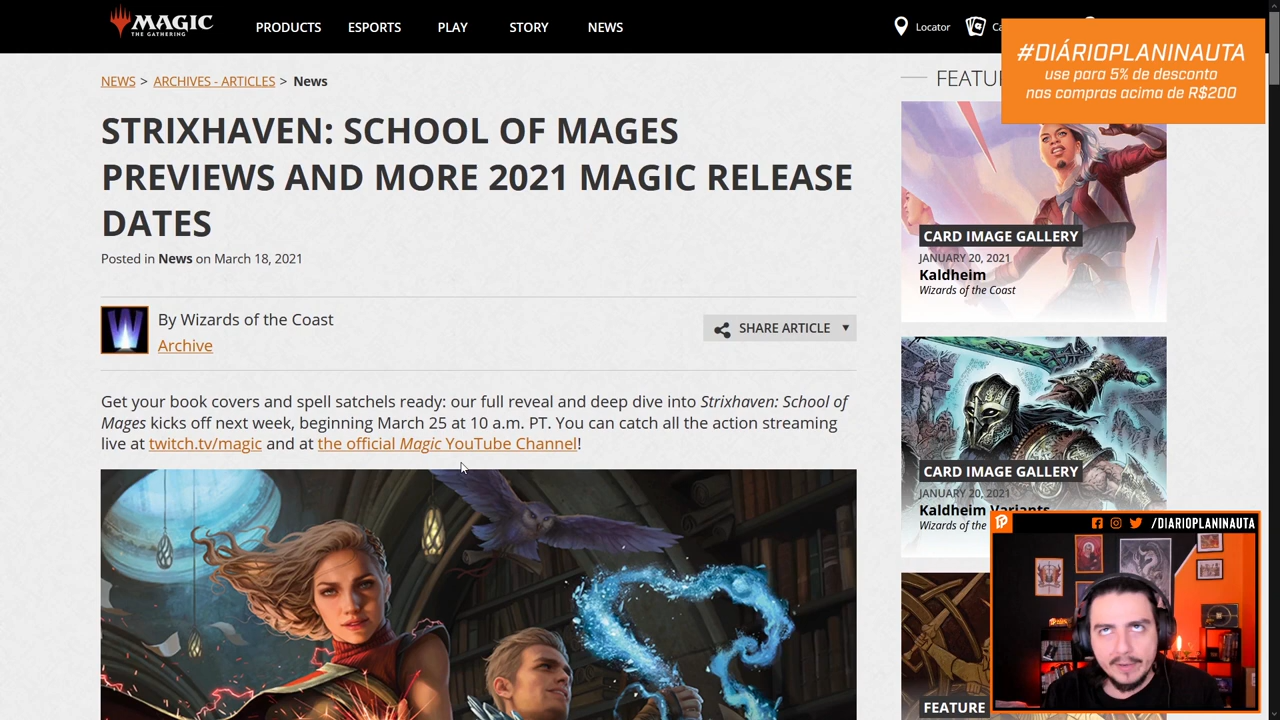 MAGIC
THE GATHERING
PRODUCTS
ESPORTS
PLAY
STORY
NEWS
Locator
Ca
#DIÁRIOPLANINAUTA
use para 5% de desconto
nas compras acima de R$200
NEWS > ARCHIVES - ARTICLES > News
STRIXHAVEN: SCHOOL OF MAGES
PREVIEWS AND MORE 2021 MAGIC RELEASE
DATES
Posted in News on March 18, 2021
By Wizards of the Coast
Archive
SHARE ARTICLE
Get your book covers and spell satchels ready: our full reveal and deep dive into Strixhaven: School of
Mages kicks off next week, beginning March 25 at 10 a.m. PT. You can catch all the action streaming
live at twitch.tv/magic and at the official Magic YouTube Channel!
FEATU
CARD IMAGE GALLERY
JANUARY 20, 2021
Kaldheim
Wizards of the Coast
CARD IMAGE GALLERY
JANUARY 20, 2021
Kaldheim Variants
Wizards of the
FEATURE
/DIARIOPLANINAUTA